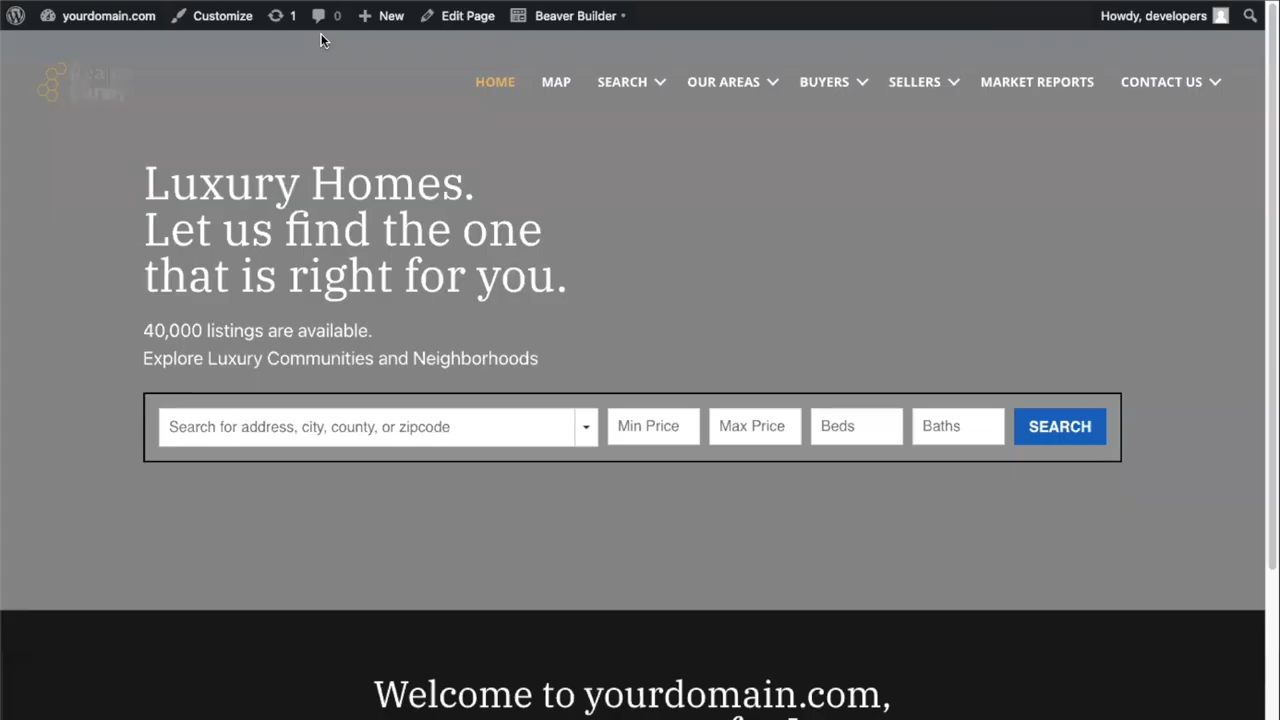 yourdomain.com Customize 1 0 New Edit Page Beaver Builder Howdy, developers
HOME MAP SEARCH OUR AREAS BUYERS SELLERS MARKET REPORTS CONTACT US
Luxury Homes.
Let us find the one
that is right for you.
40,000 listings are available.
Explore Luxury Communities and Neighborhoods
Search for address, city, county, or zipcode Min Price Max Price Beds Baths SEARCH
Welcome to yourdomain.com,